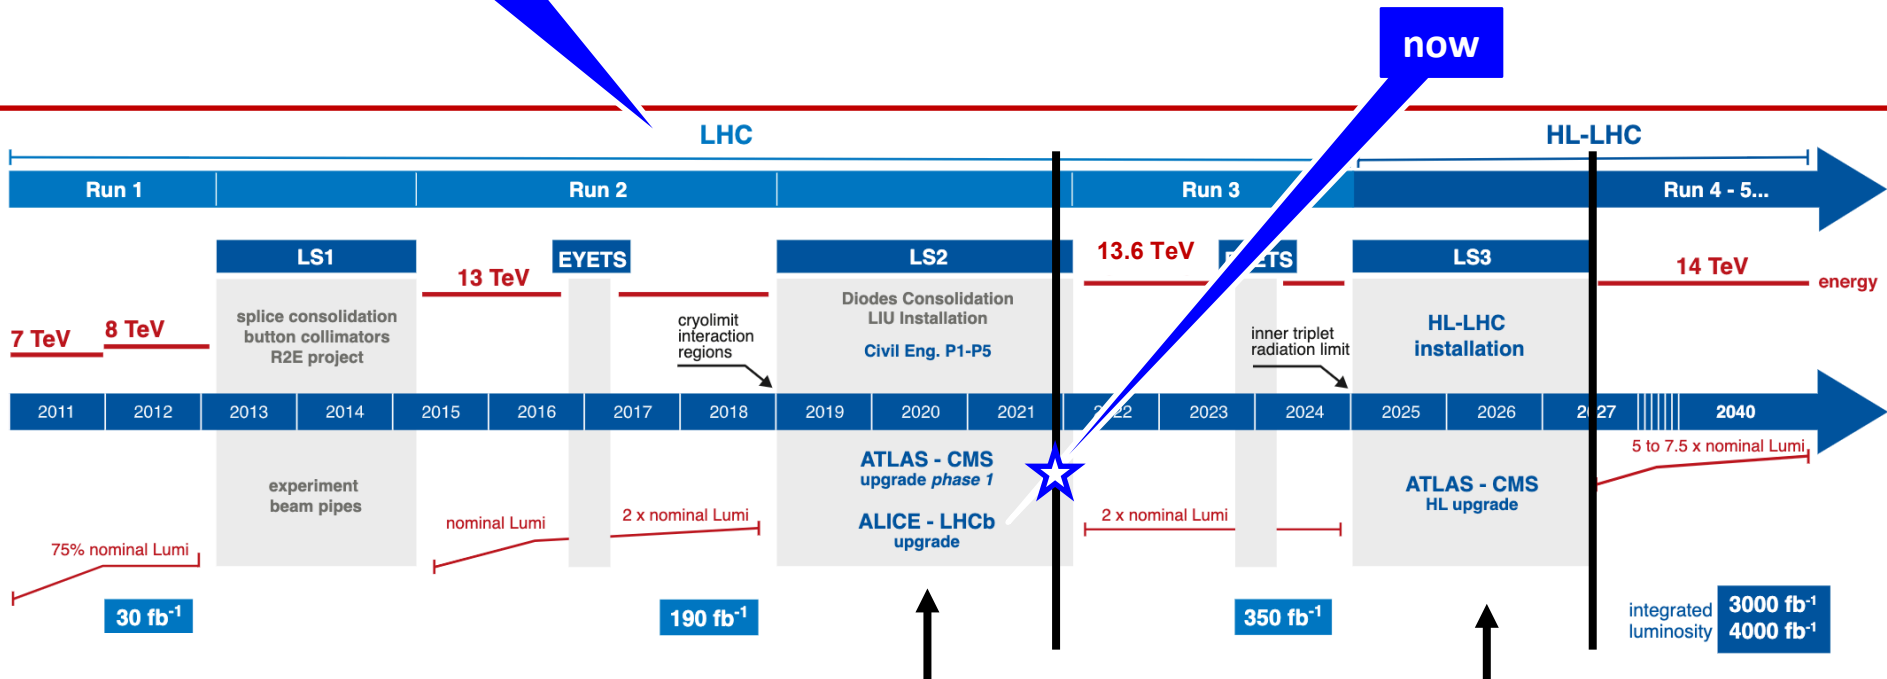 now
LHC
HL-LHC
Run 1
Run 2
Run 3
Run 4 - 5...
LS1
EYETS
LS2
13.6 TeV
ETS
LS3
14 TeV
energy
13 TeV
7 TeV
8 TeV
splice consolidation
button collimators
R2E project
cryolimit
interaction
regions
Diodes Consolidation
LIU Installation
Civil Eng. P1-P5
inner triplet
radiation limit
HL-LHC
installation
2011
2012
2013
2014
2015
2016
2017
2018
2019
2020
2021
2022
2023
2024
2025
2026
2027
2040
5 to 7.5 x nominal Lumi
experiment
beam pipes
ATLAS - CMS
upgrade phase 1
ALICE - LHCb
upgrade
ATLAS - CMS
HL upgrade
75% nominal Lumi
nominal Lumi
2 x nominal Lumi
2 x nominal Lumi
30 fb⁻¹
190 fb⁻¹
350 fb⁻¹
integrated
luminosity
3000 fb⁻¹
4000 fb⁻¹